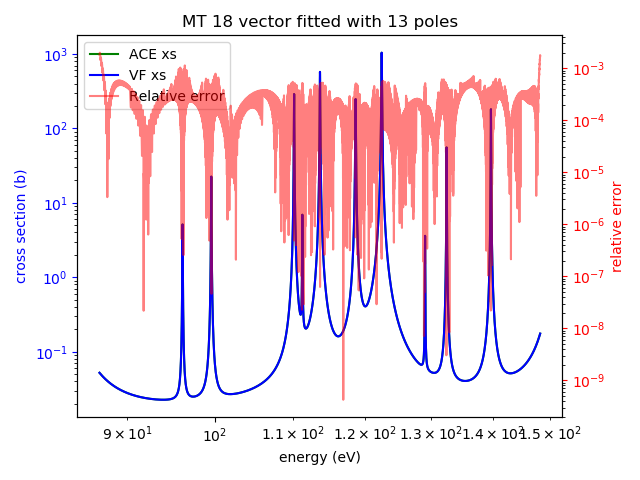 MT 18 vector fitted with 13 poles
ACE xs
VF xs
Relative error
cross section (b)
10³
10²
10¹
10⁰
10⁻¹
relative error
10⁻³
10⁻⁴
10⁻⁵
10⁻⁶
10⁻⁷
10⁻⁸
10⁻⁹
9×10¹ 10² 1.1×10² 1.2×10² 1.3×10² 1.4×10² 1.5×10²
energy (eV)